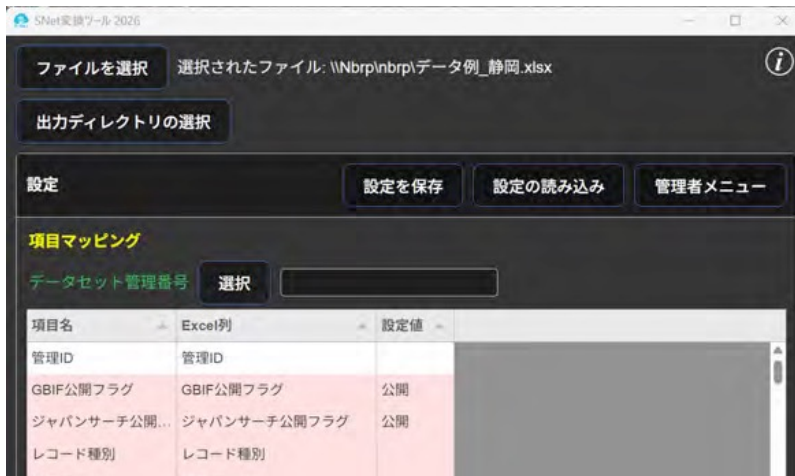 SNet変換ツール 2026
ファイルを選択 選択されたファイル: \\Nbrp\nbrp\データ例_静岡.xlsx
出力ディレクトリの選択
設定 設定を保存 設定の読み込み 管理者メニュー
項目マッピング
データセット管理番号 選択
項目名 Excel列 設定値
管理ID 管理ID
GBIF公開フラグ GBIF公開フラグ 公開
ジャパンサーチ公開... ジャパンサーチ公開フラグ 公開
レコード種別 レコード種別